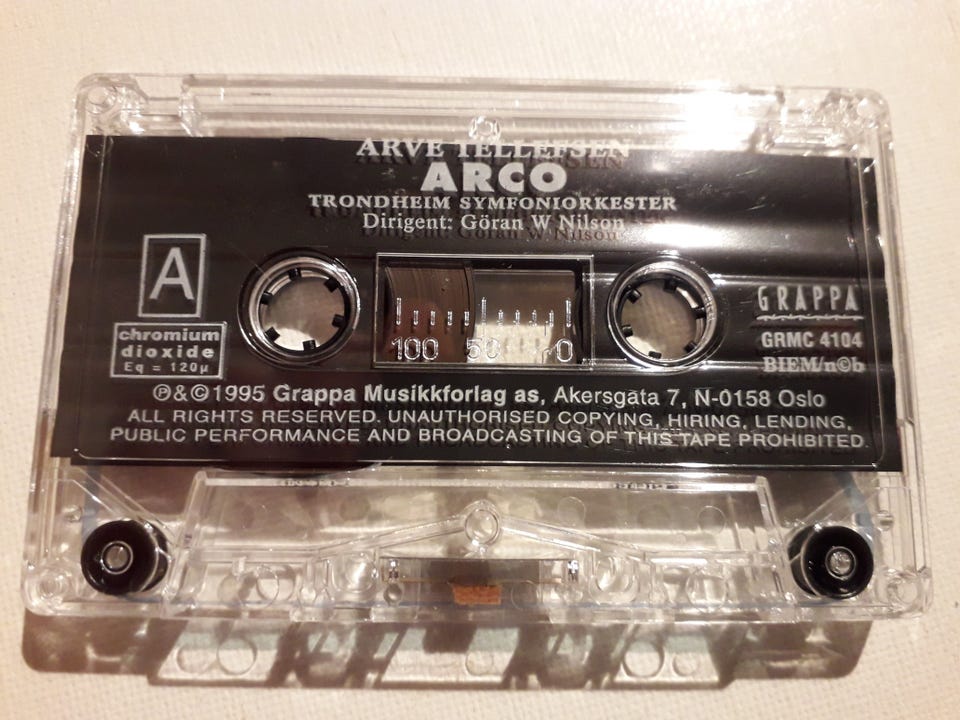 ARVE TELLEFSEN
ARCO
TRONDHEIM SYMFONIORKESTER
Dirigent: Göran W Nilson
A
chromium
dioxide
Eq = 120µ
100 50 0
GRAPPA
GRMC 4104
BIEM/n©b
℗&©1995 Grappa Musikkforlag as, Akersgata 7, N-0158 Oslo
ALL RIGHTS RESERVED. UNAUTHORISED COPYING, HIRING, LENDING,
PUBLIC PERFORMANCE AND BROADCASTING OF THIS TAPE PROHIBITED.